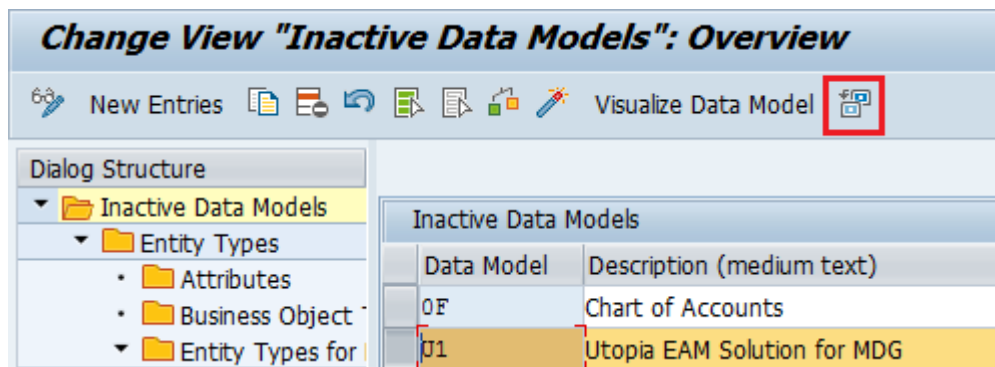 Change View "Inactive Data Models": Overview
New Entries Visualize Data Model
Dialog Structure
Inactive Data Models
Entity Types
Attributes
Business Object
Entity Types for
Inactive Data Models
Data Model Description (medium text)
0F Chart of Accounts
U1 Utopia EAM Solution for MDG